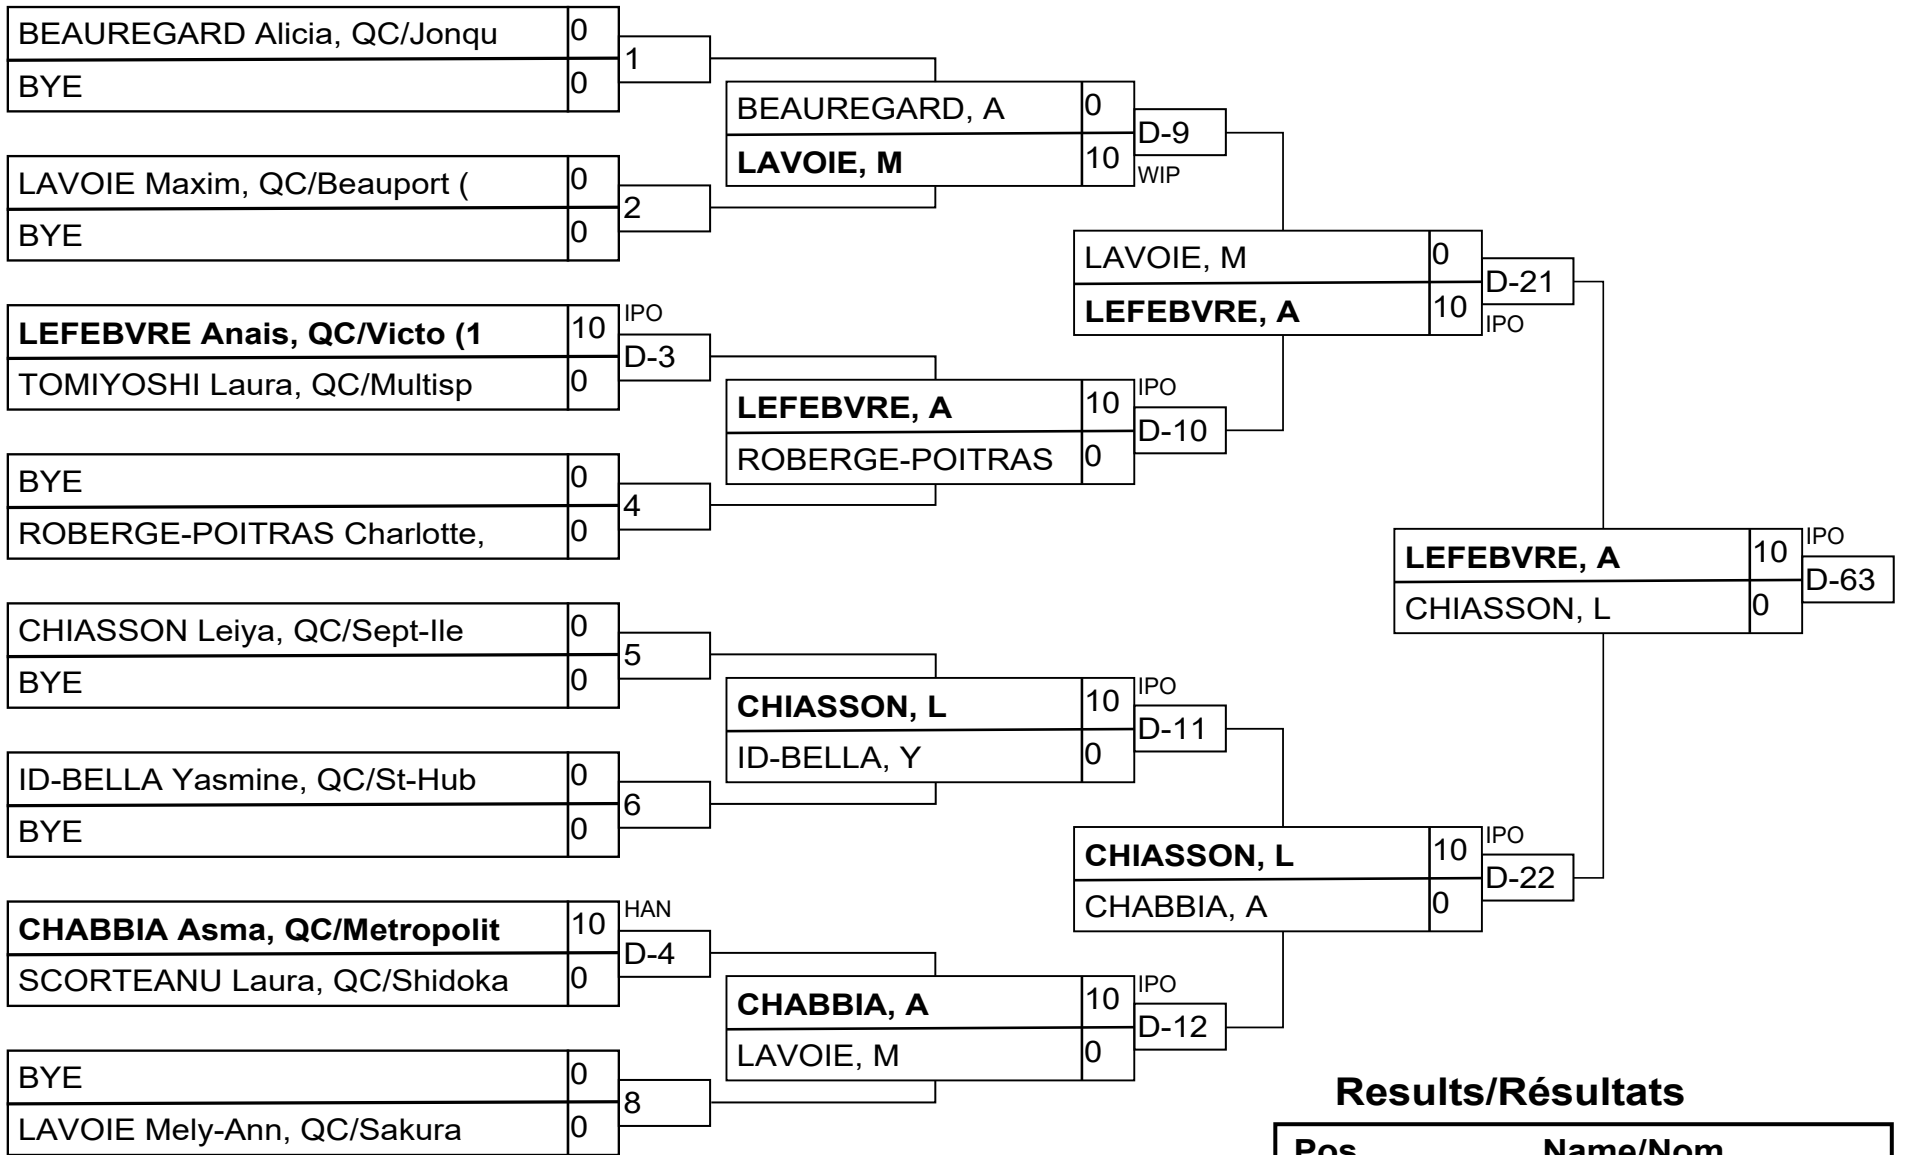 BEAUREGARD Alicia, QC/Jonqu 0
1
BYE 0
LAVOIE Maxim, QC/Beauport ( 0
2
BYE 0
LEFEBVRE Anais, QC/Victo (1 10 IPO
D-3
TOMIYOSHI Laura, QC/Multisp 0
BYE 0
4
ROBERGE-POITRAS Charlotte, 0
CHIASSON Leiya, QC/Sept-Ile 0
5
BYE 0
ID-BELLA Yasmine, QC/St-Hub 0
6
BYE 0
CHABBIA Asma, QC/Metropolit 10 HAN
D-4
SCORTEANU Laura, QC/Shidoka 0
BYE 0
8
LAVOIE Mely-Ann, QC/Sakura 0
BEAUREGARD, A 0
D-9
LAVOIE, M 10 WIP
LEFEBVRE, A 10 IPO
D-10
ROBERGE-POITRAS 0
CHIASSON, L 10 IPO
D-11
ID-BELLA, Y 0
CHABBIA, A 10 IPO
D-12
LAVOIE, M 0
LAVOIE, M 0
D-21
LEFEBVRE, A 10 IPO
CHIASSON, L 10 IPO
D-22
CHABBIA, A 0
LEFEBVRE, A 10 IPO
D-63
CHIASSON, L 0
Results/Résultats
Pos Name/Nom